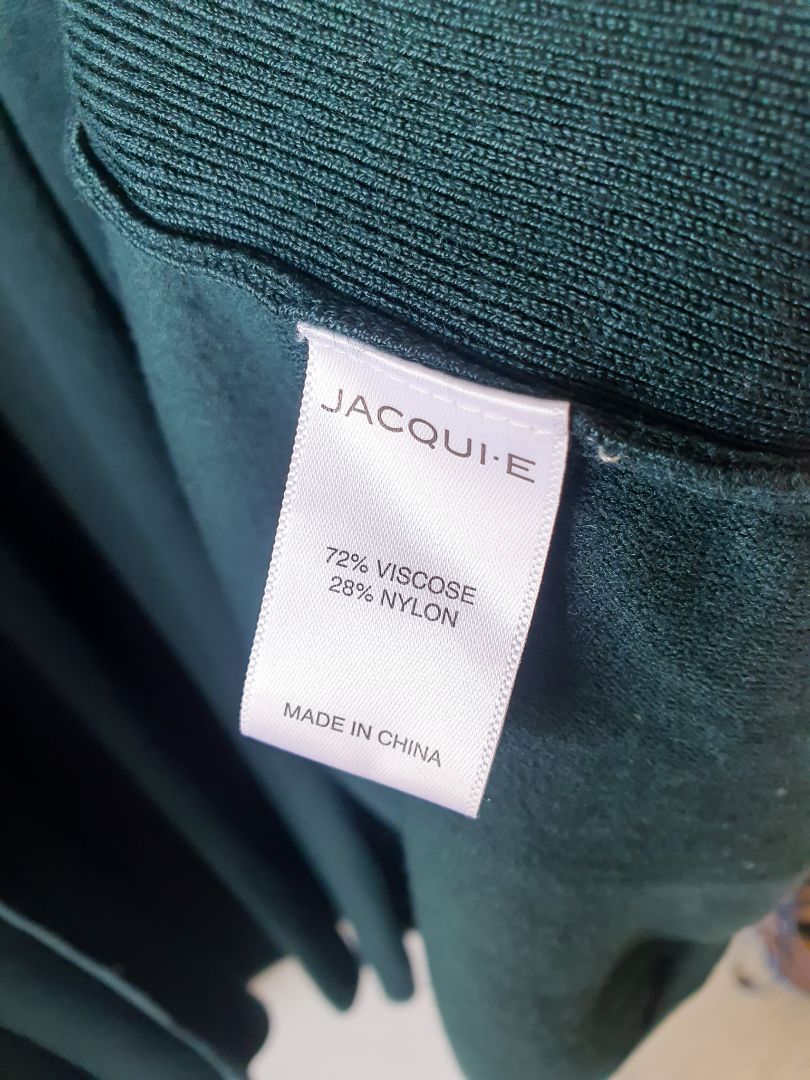 JACQUI·E
72% VISCOSE
28% NYLON
MADE IN CHINA